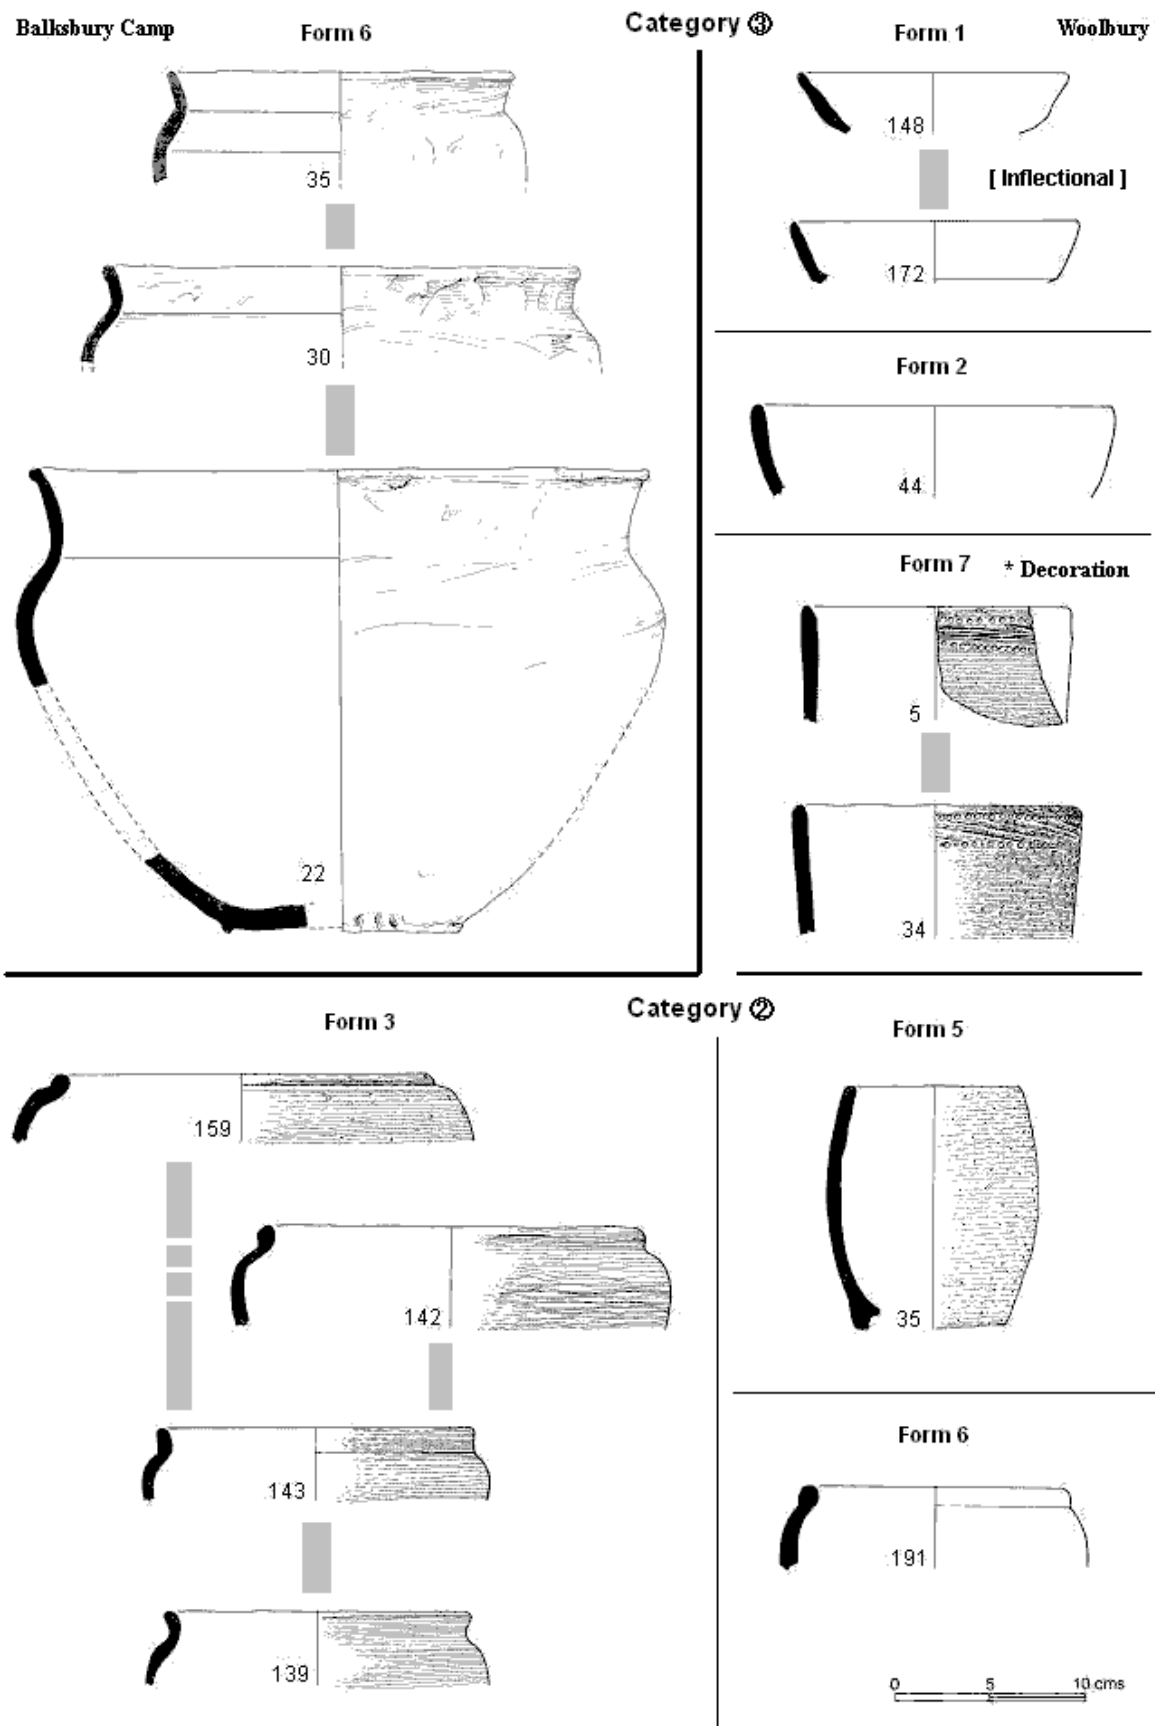 Balksbury Camp
Form 6
Category ③
Form 1
Woolbury
35
30
22
148
[ Inflectional ]
172
Form 2
44
Form 7
* Decoration
5
34
Category ②
Form 3
159
142
143
139
Form 5
35
Form 6
191
0 5 10 cms